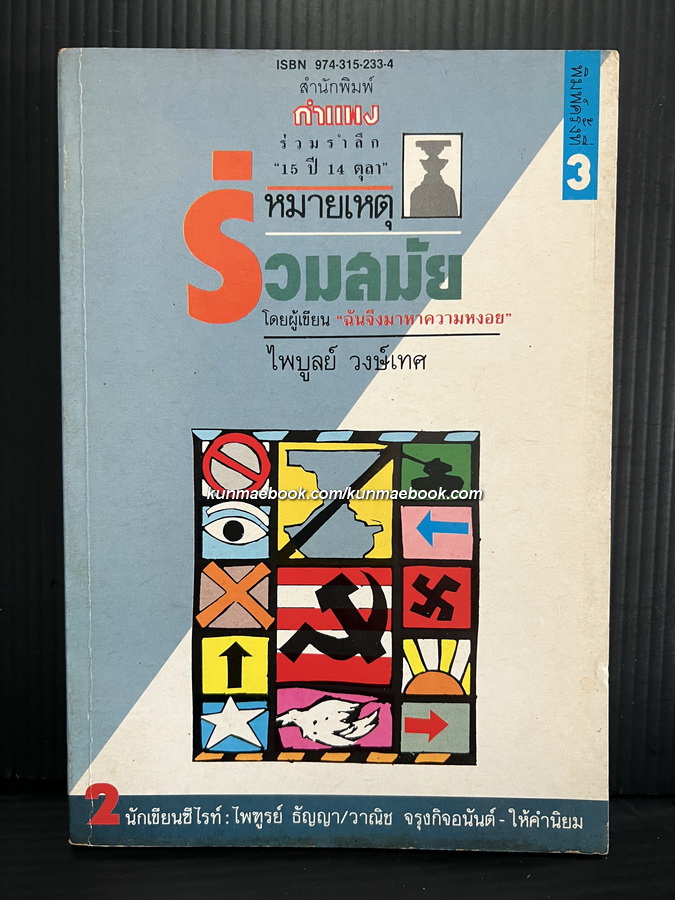 ISBN 974-315-233-4
สำนักพิมพ์
กำแพง
ร่วมรำลึก
"15 ปี 14 ตุลา"
หมายเหตุ
ร่วมสมัย
โดยผู้เขียน "ฉันจึงมาหาความหงอย"
ไพบูลย์ วงษ์เทศ
พิมพ์ครั้งที่
3
kunmaebook.com/kunmaebook.com
2 นักเขียนซีไรท์ : ไพฑูรย์ ธัญญา/วาณิช จรุงกิจอนันต์ - ให้คำนิยม